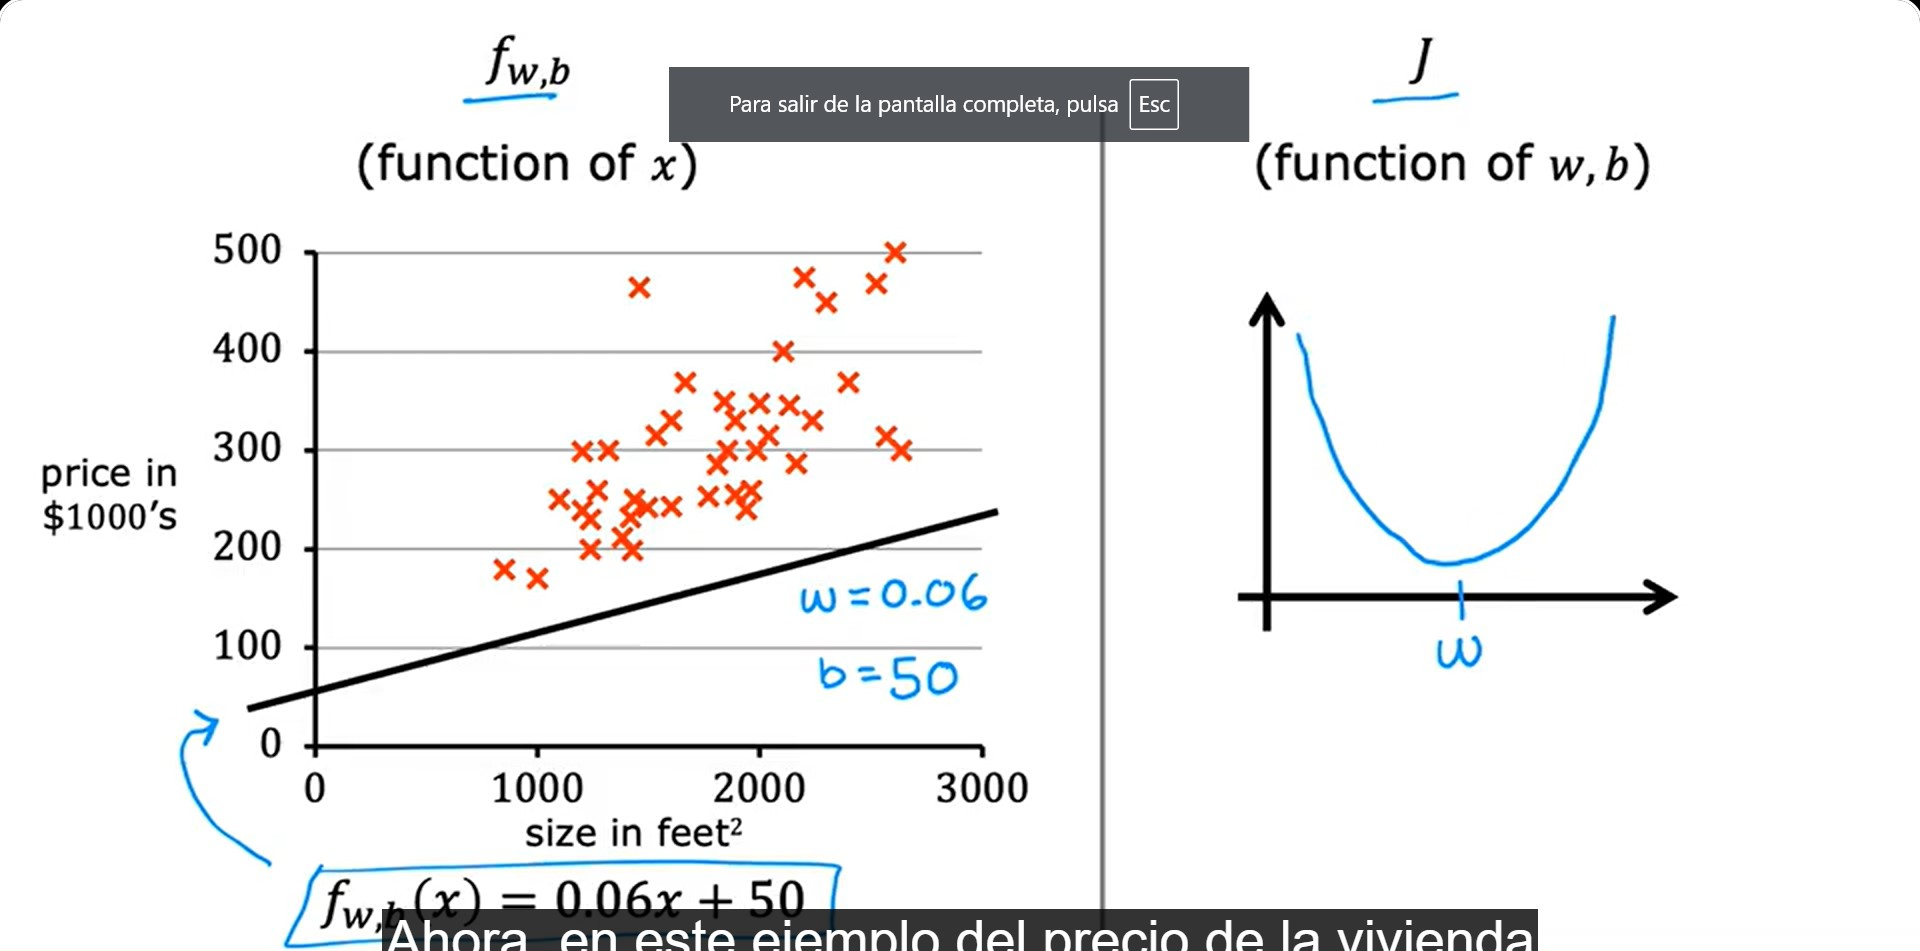 f_{w,b}
(function of x)
Para salir de la pantalla completa, pulsa Esc
J
(function of w, b)
500
400
300
200
100
0
price in
$1000's
w = 0.06
b = 50
0 1000 2000 3000
size in feet²
f_{w,b}(x) = 0.06x + 50
w
Ahora, en este ejemplo del precio de la vivienda